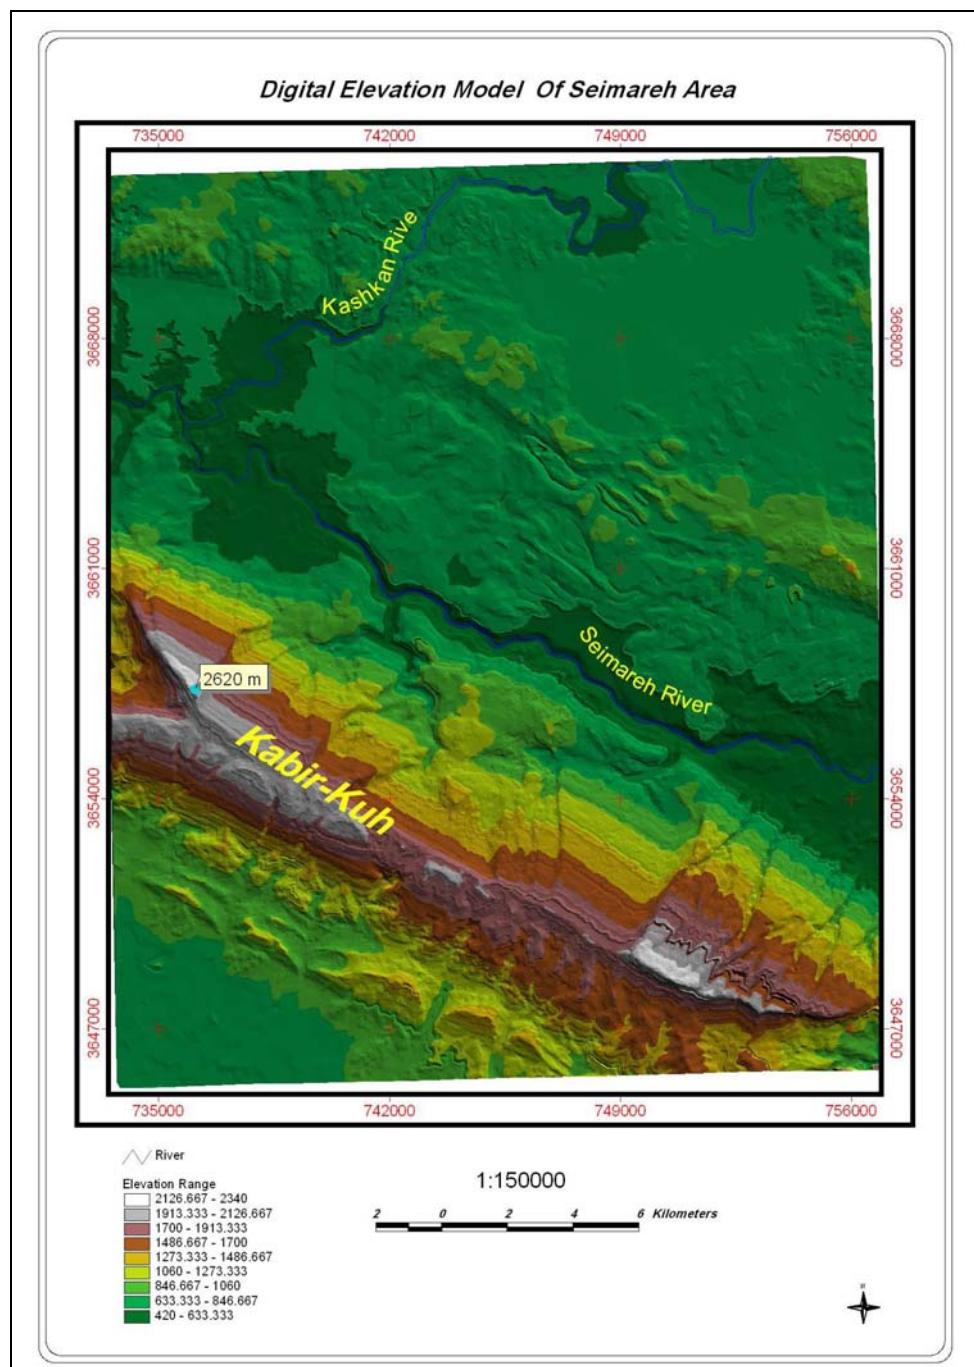 Digital Elevation Model Of Seimareh Area
735000 742000 749000 756000
Kashkan Rive
3668000 3668000
3661000 3661000
Seimareh River
2620 m
Kabir-Kuh
3654000 3654000
3647000 3647000
735000 742000 749000 756000
River
1:150000
Elevation Range
2126.667 - 2340
1913.333 - 2126.667
1700 - 1913.333
1486.667 - 1700
1273.333 - 1486.667
1060 - 1273.333
846.667 - 1060
633.333 - 846.667
420 - 633.333
2 0 2 4 6 Kilometers